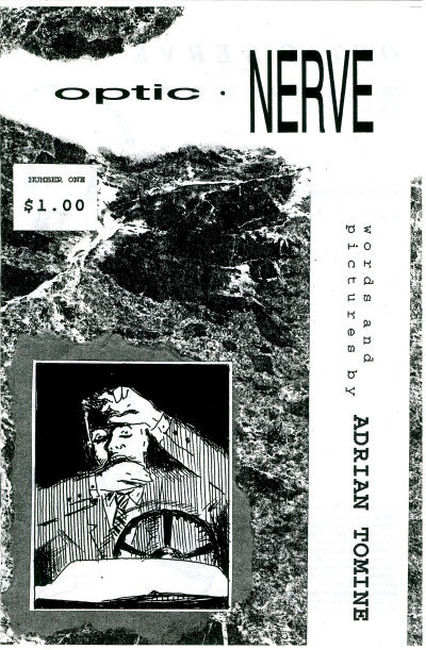 optic · NERVE
NUMBER ONE
$1.00
words and
pictures by
ADRIAN TOMINE